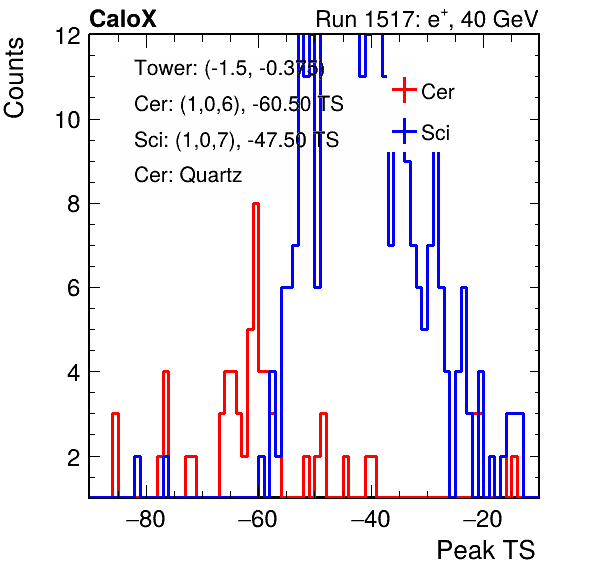 CaloX Run 1517: e⁺, 40 GeV
Counts
12
10
8
6
4
2
Tower: (-1.5, -0.375)
Cer: (1,0,6), -60.50 TS
Sci: (1,0,7), -47.50 TS
Cer: Quartz
Cer
Sci
−80 −60 −40 −20
Peak TS